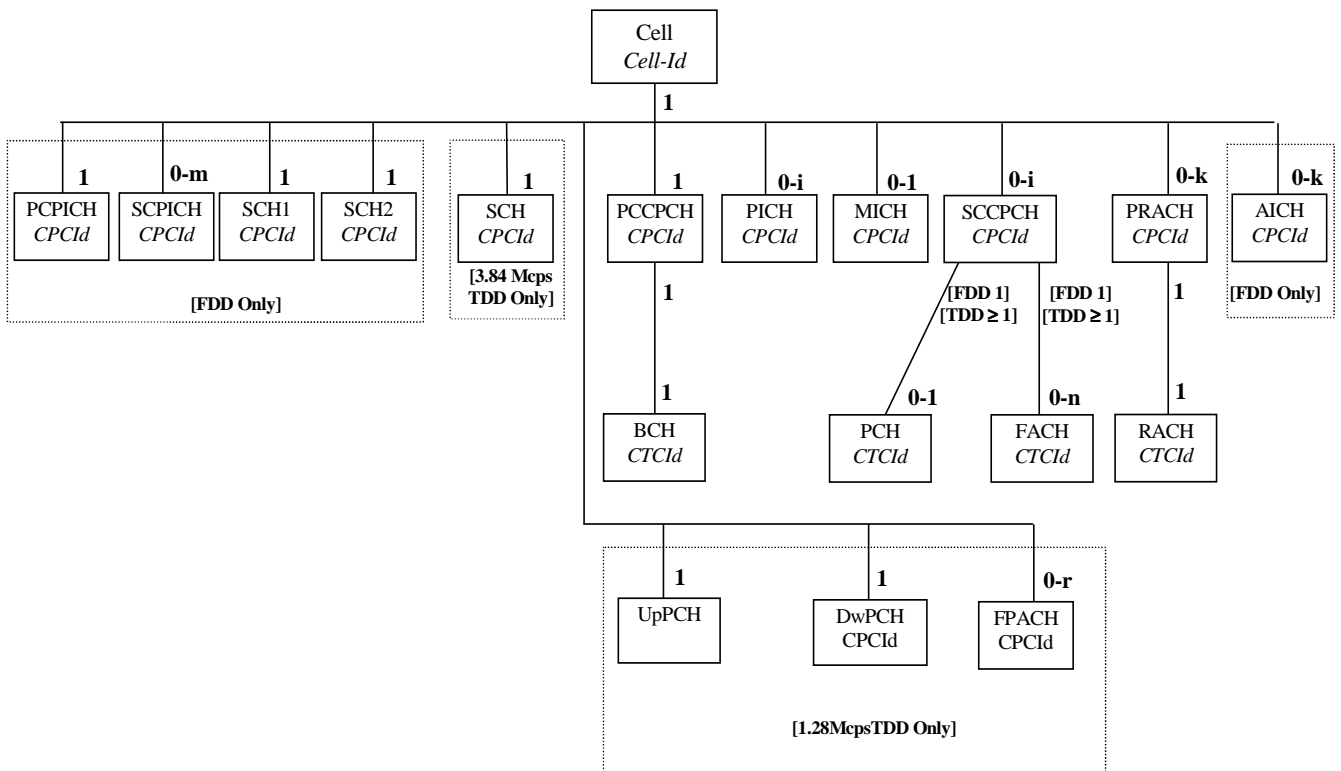 Cell
Cell-Id
1
1
0-m
1
1
1
1
0-i
0-1
0-i
0-k
0-k
PCPICH
CPCId
SCPICH
CPCId
SCH1
CPCId
SCH2
CPCId
SCH
CPCId
PCCPCH
CPCId
PICH
CPCId
MICH
CPCId
SCCPCH
CPCId
PRACH
CPCId
AICH
CPCId
[FDD Only]
[3.84 Mcps
TDD Only]
1
[FDD 1]
[TDD ≥ 1]
[FDD 1]
[TDD ≥ 1]
1
[FDD Only]
1
0-1
0-n
1
BCH
CTCId
PCH
CTCId
FACH
CTCId
RACH
CTCId
1
1
0-r
UpPCH
DwPCH
CPCId
FPACH
CPCId
[1.28McpsTDD Only]